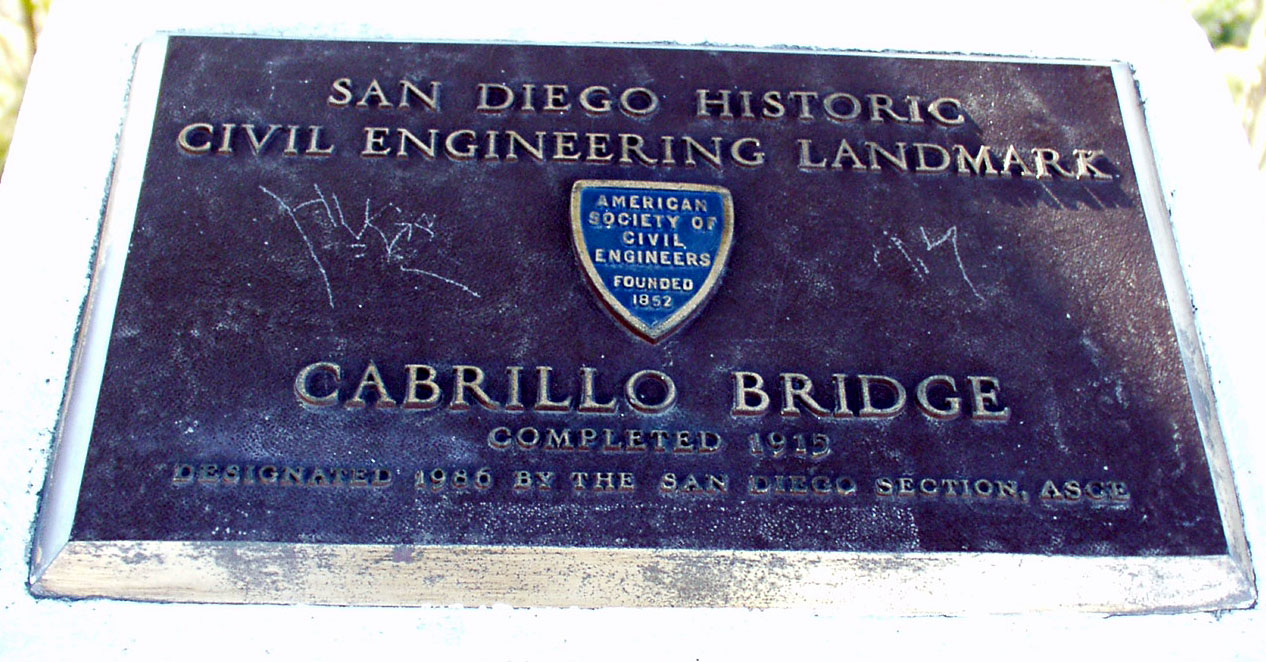 SAN DIEGO HISTORIC
CIVIL ENGINEERING LANDMARK
AMERICAN
SOCIETY OF
CIVIL
ENGINEERS
FOUNDED
1852
CABRILLO BRIDGE
COMPLETED 1915
DESIGNATED 1986 BY THE SAN DIEGO SECTION, ASCE